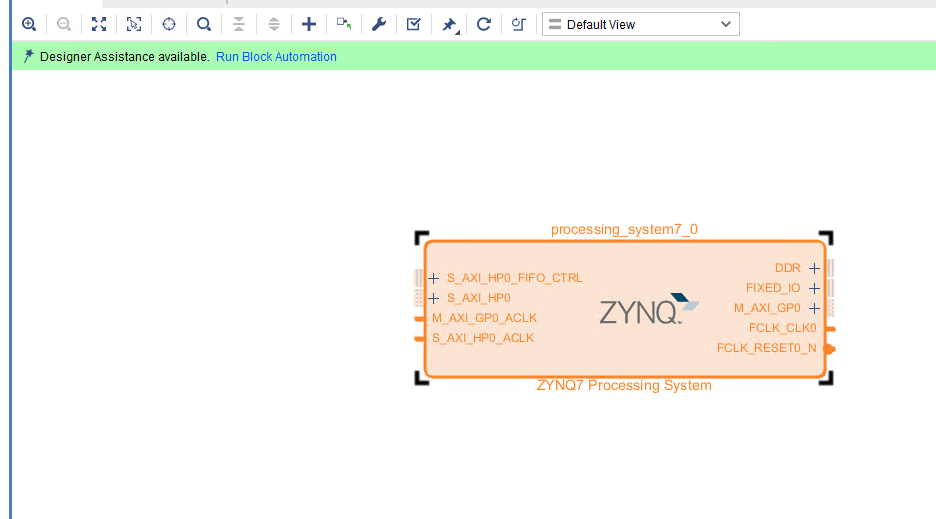 Default View
Designer Assistance available. Run Block Automation
processing_system7_0
DDR
S_AXI_HP0_FIFO_CTRL
FIXED_IO
S_AXI_HP0
M_AXI_GP0
M_AXI_GP0_ACLK
FCLK_CLK0
S_AXI_HP0_ACLK
FCLK_RESET0_N
ZYNQ
ZYNQ7 Processing System